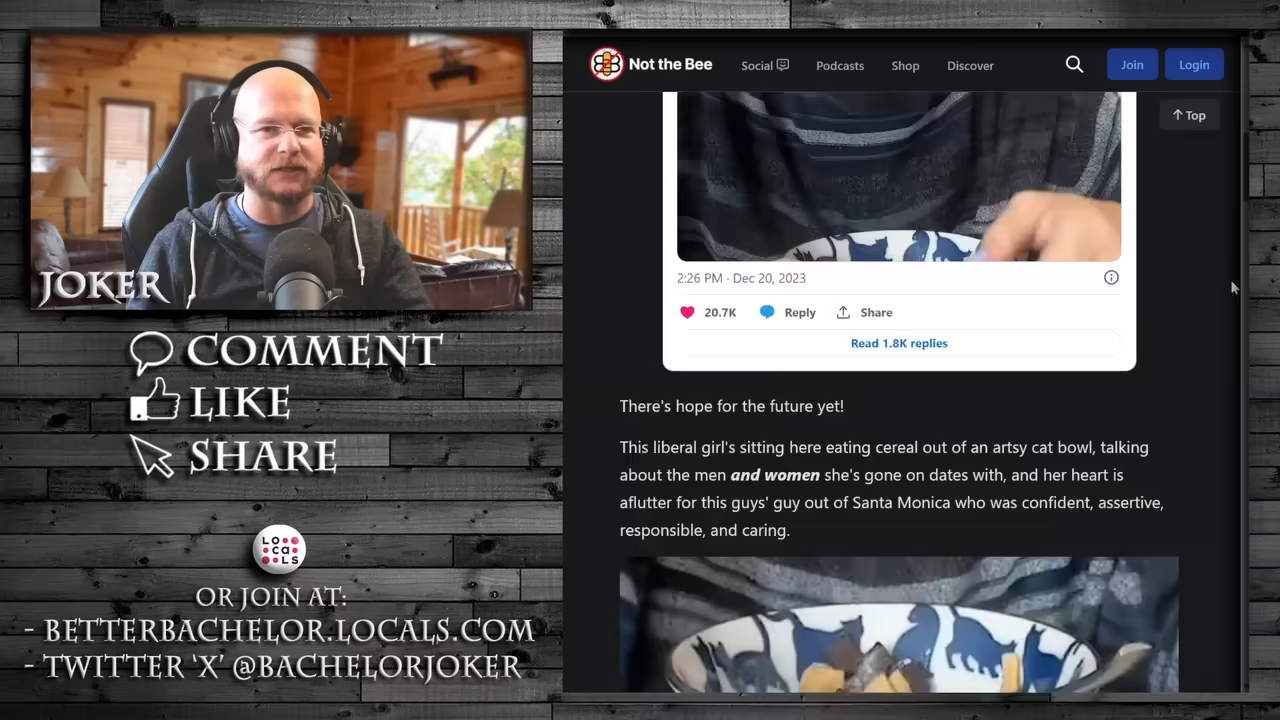 JOKER
COMMENT
LIKE
SHARE
LOCALS
OR JOIN AT:
- BETTERBACHELOR.LOCALS.COM
- TWITTER 'X' @BACHELORJOKER
Not the Bee
Social
Podcasts
Shop
Discover
Join
Login
Top
2:26 PM · Dec 20, 2023
20.7K
Reply
Share
Read 1.8K replies
There's hope for the future yet!
This liberal girl's sitting here eating cereal out of an artsy cat bowl, talking
about the men and women she's gone on dates with, and her heart is
aflutter for this guys' guy out of Santa Monica who was confident, assertive,
responsible, and caring.